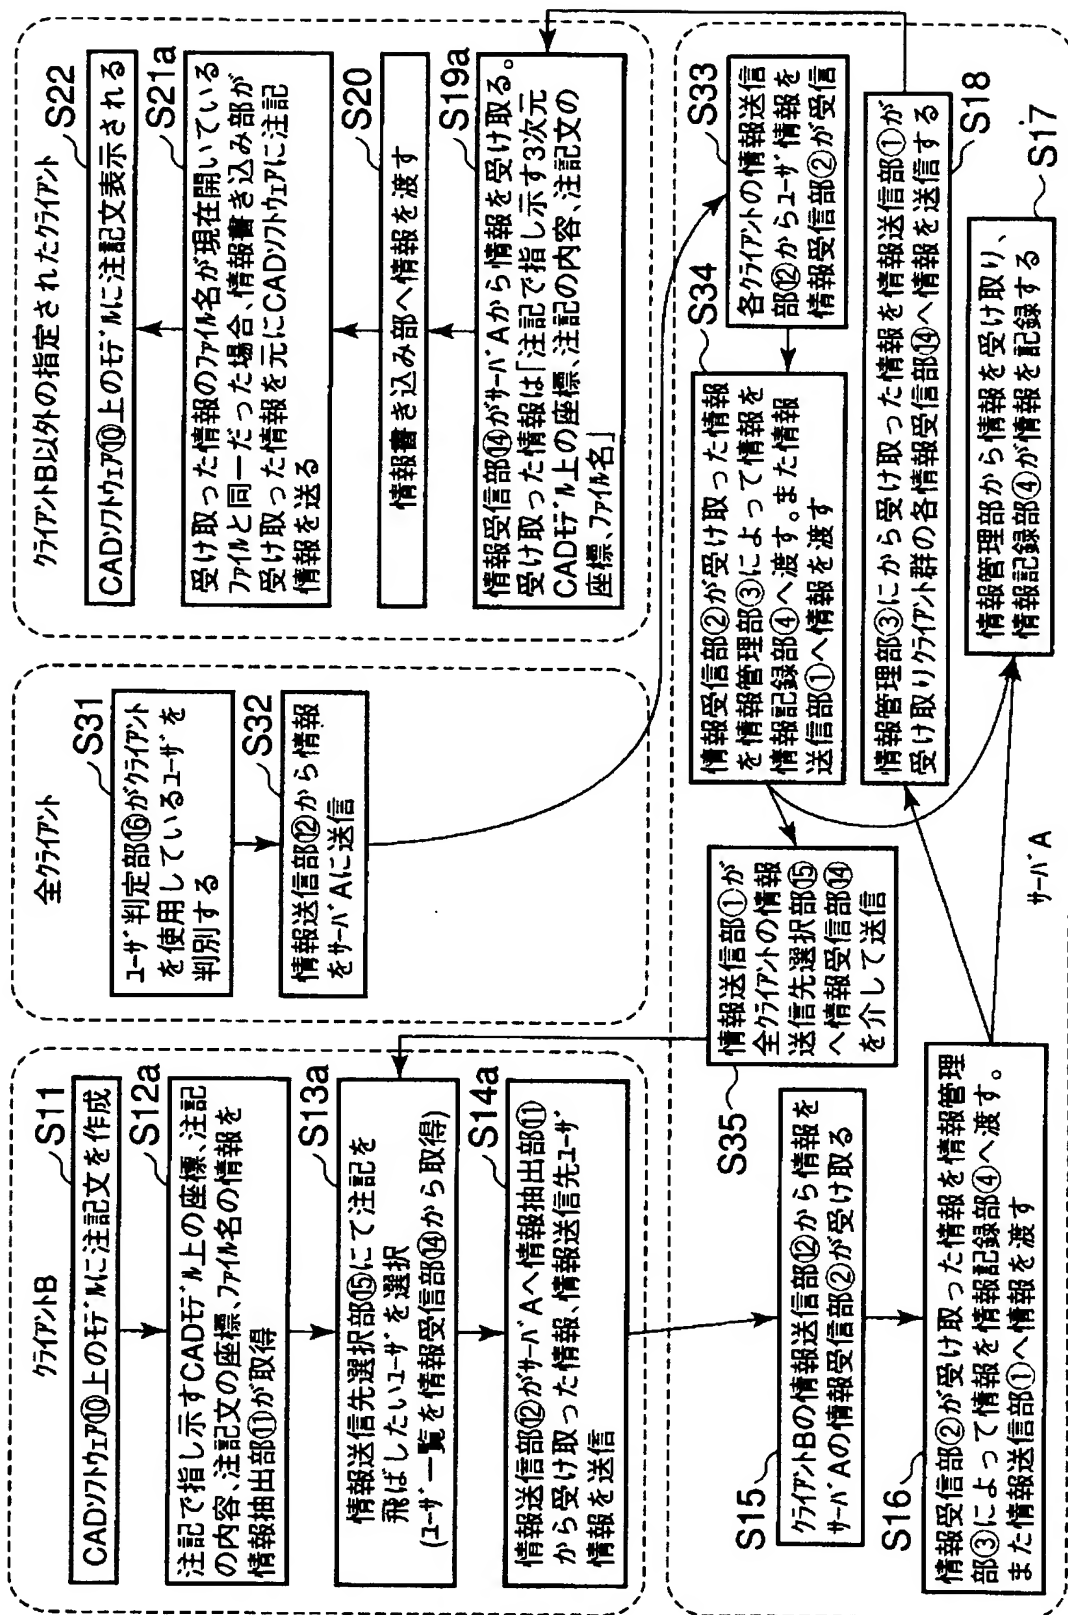 クライアントB
S11
CADソフトウェア⑩上のモデルに注記文を作成
S12a
注記で指し示すCADモデル上の座標、注記
の内容、注記文の座標、ファイル名の情報を
情報抽出部⑪が取得
S13a
情報送信先選択部⑮にて注記を
飛ばしたいユーザを選択
(ユーザ一覧を情報受信部⑭から取得)
S14a
情報送信部⑫がサーバAへ情報抽出部⑪
から受け取った情報、情報送信先ユーザ
情報を送信
全クライアント
S31
ユーザ判定部⑯がクライアント
を使用しているユーザを
判別する
S32
情報送信部⑫から情報
をサーバAに送信
クライアントB以外の指定されたクライアント
S22
CADソフトウェア⑩上のモデルに注記文表示される
S21a
受け取った情報のファイル名が現在開いている
ファイルと同一だった場合、情報書き込み部が
受け取った情報を元にCADソフトウェアに注記
情報を送る
S20
情報書き込み部へ情報を渡す
S19a
情報受信部⑭がサーバAから情報を受け取る。
受け取った情報は「注記で指し示す3次元
CADモデル上の座標、注記の内容、注記文の
座標、ファイル名」
S15
クライアントBの情報送信部⑫から情報を
サーバAの情報受信部②が受け取る
S16
情報受信部②が受け取った情報を情報管理
部③によって情報を情報記録部④へ渡す。
また情報送信部①へ情報を渡す
S35
情報送信部①が
全クライアントの情報
送信先選択部⑮
へ情報受信部⑭
を介して送信
S34
情報受信部②が受け取った情報
を情報管理部③によって情報を
情報記録部④へ渡す。また情報
送信部①へ情報を渡す
S33
各クライアントの情報送信
部⑫からユーザ情報を
情報受信部②が受信
情報管理部③にから受け取った情報を情報送信部①が
受け取りクライアント群の各情報受信部⑭へ情報を送信する
S18
情報管理部から情報を受け取り、
情報記録部④が情報を記録する
S17
サーバA